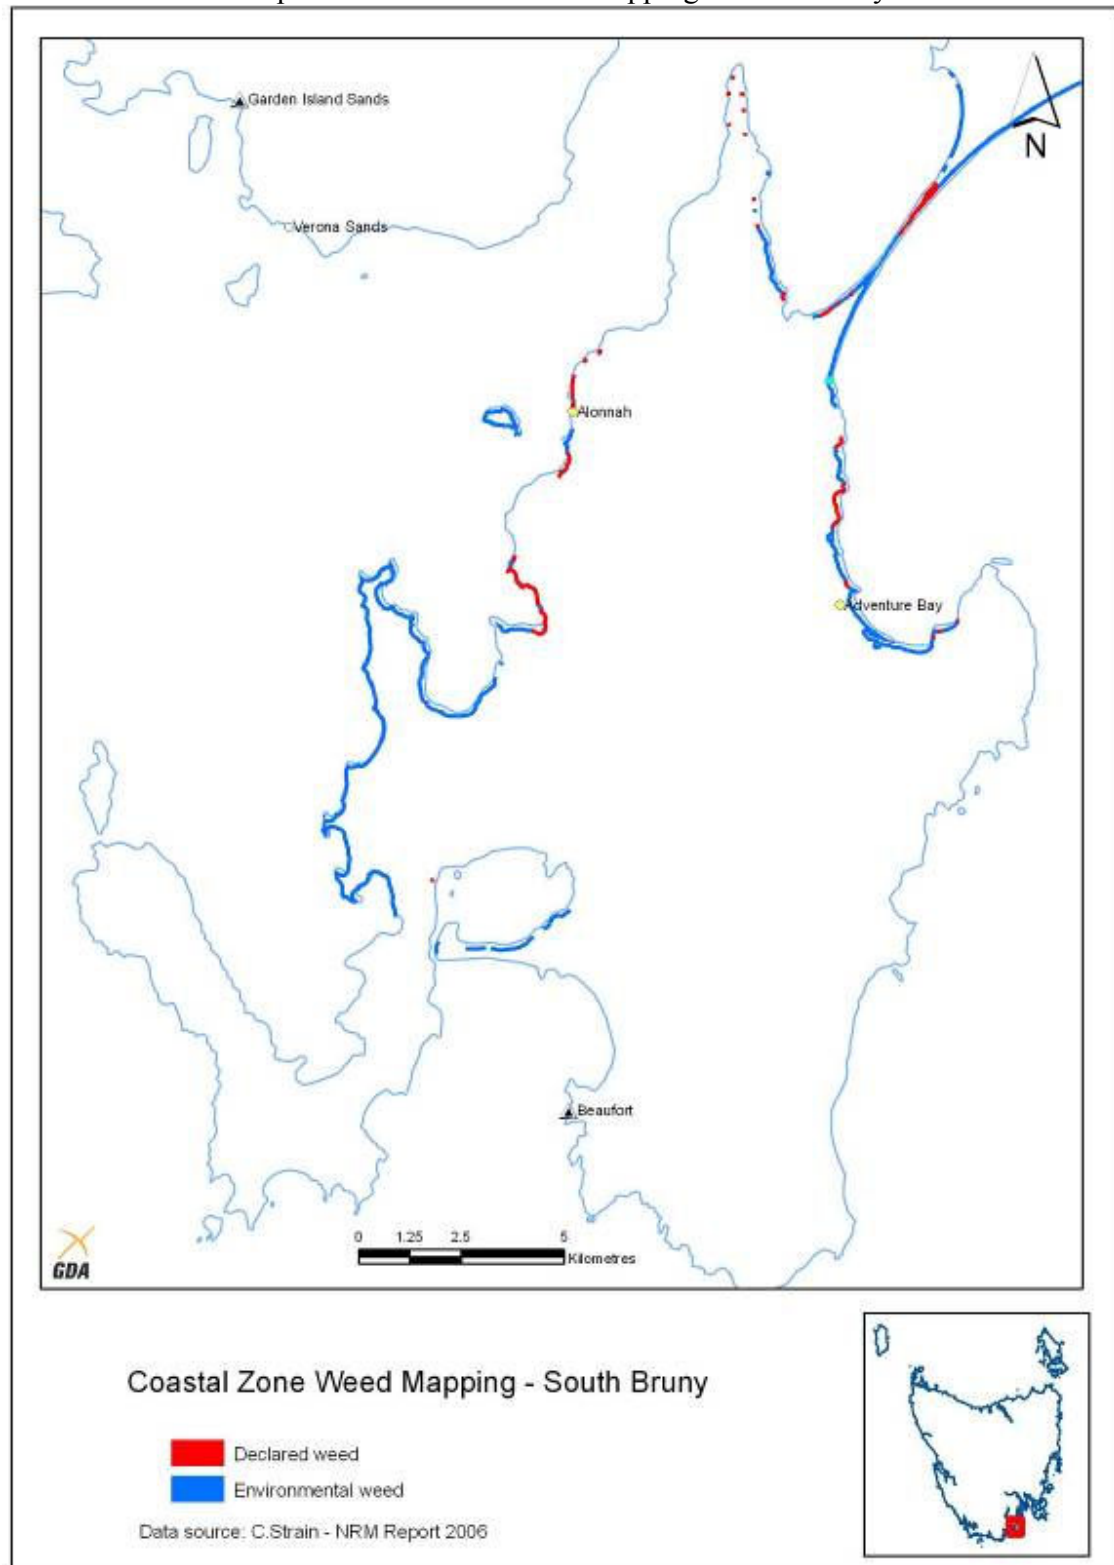 Garden Island Sands
N
Verona Sands
Alonnah
Adventure Bay
Beaufort
0 1.25 2.5 5
Kilometres
GDA
Coastal Zone Weed Mapping - South Bruny
Declared weed
Environmental weed
Data source: C.Strain - NRM Report 2006